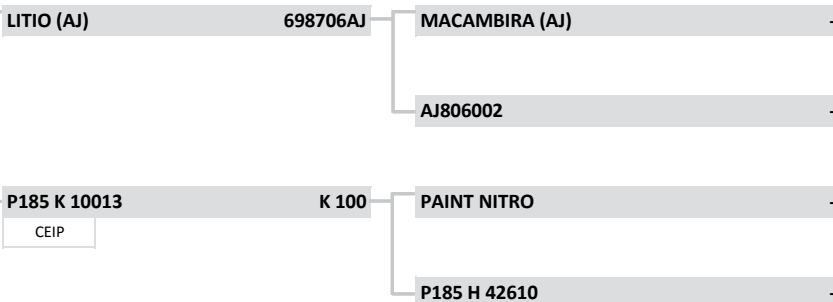 LITIO (AJ) 698706AJ MACAMBIRA (AJ) -
AJ806002 -
P185 K 10013 K 100 PAINT NITRO -
CEIP
P185 H 42610 -